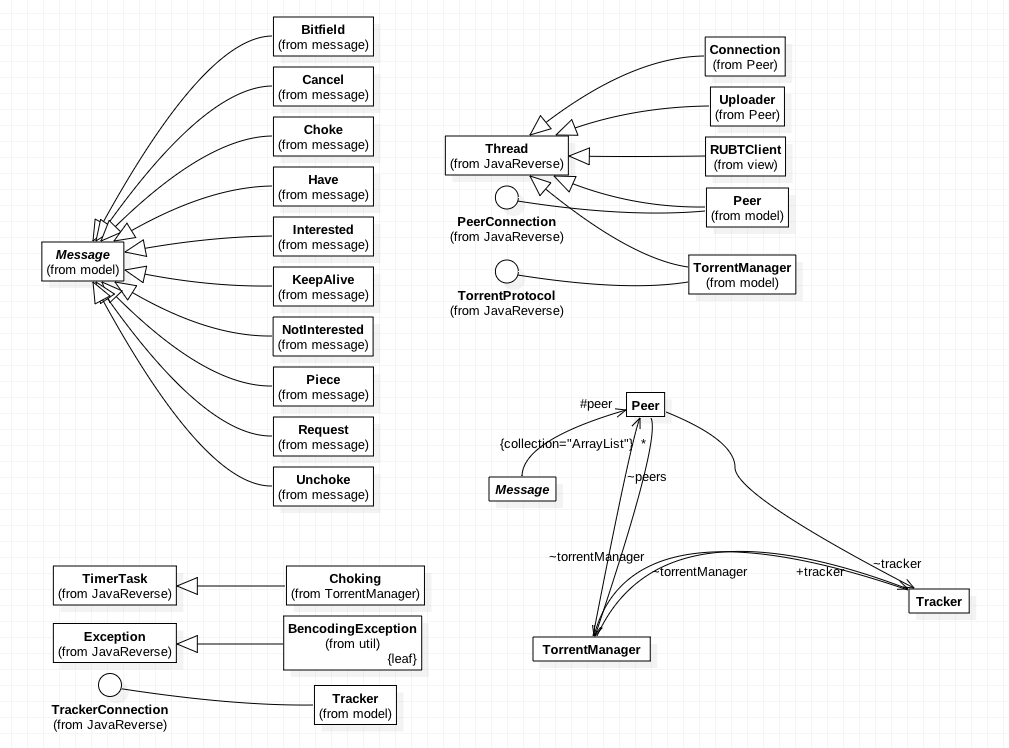 Bitfield
(from message)
Cancel
(from message)
Choke
(from message)
Have
(from message)
Interested
(from message)
Message
(from model)
KeepAlive
(from message)
NotInterested
(from message)
Piece
(from message)
Request
(from message)
Unchoke
(from message)
Connection
(from Peer)
Uploader
(from Peer)
Thread
(from JavaReverse)
RUBTClient
(from view)
Peer
(from model)
PeerConnection
(from JavaReverse)
TorrentManager
(from model)
TorrentProtocol
(from JavaReverse)
#peer
Peer
{collection="ArrayList"} *
~peers
Message
~torrentManager
~torrentManager
+tracker
~tracker
Tracker
TorrentManager
TimerTask
(from JavaReverse)
Choking
(from TorrentManager)
Exception
(from JavaReverse)
BencodingException
(from util)
{leaf}
TrackerConnection
(from JavaReverse)
Tracker
(from model)